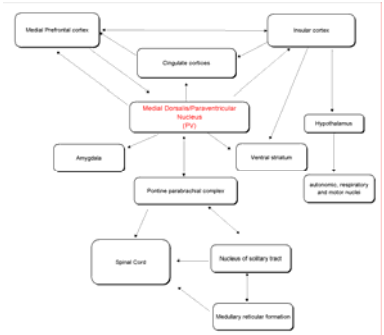 Medial Prefrontal cortex
Insular cortex
Cingulate cortices
Medial Dorsalis/Paraventricular
Nucleus
(PV)
Hypothalamus
Amygdala
Ventral striatum
autonomic, respiratory
and motor nuclei
Pontine parabrachial complex
Spinal Cord
Nucleus of solitary tract
Medullary reticular formation